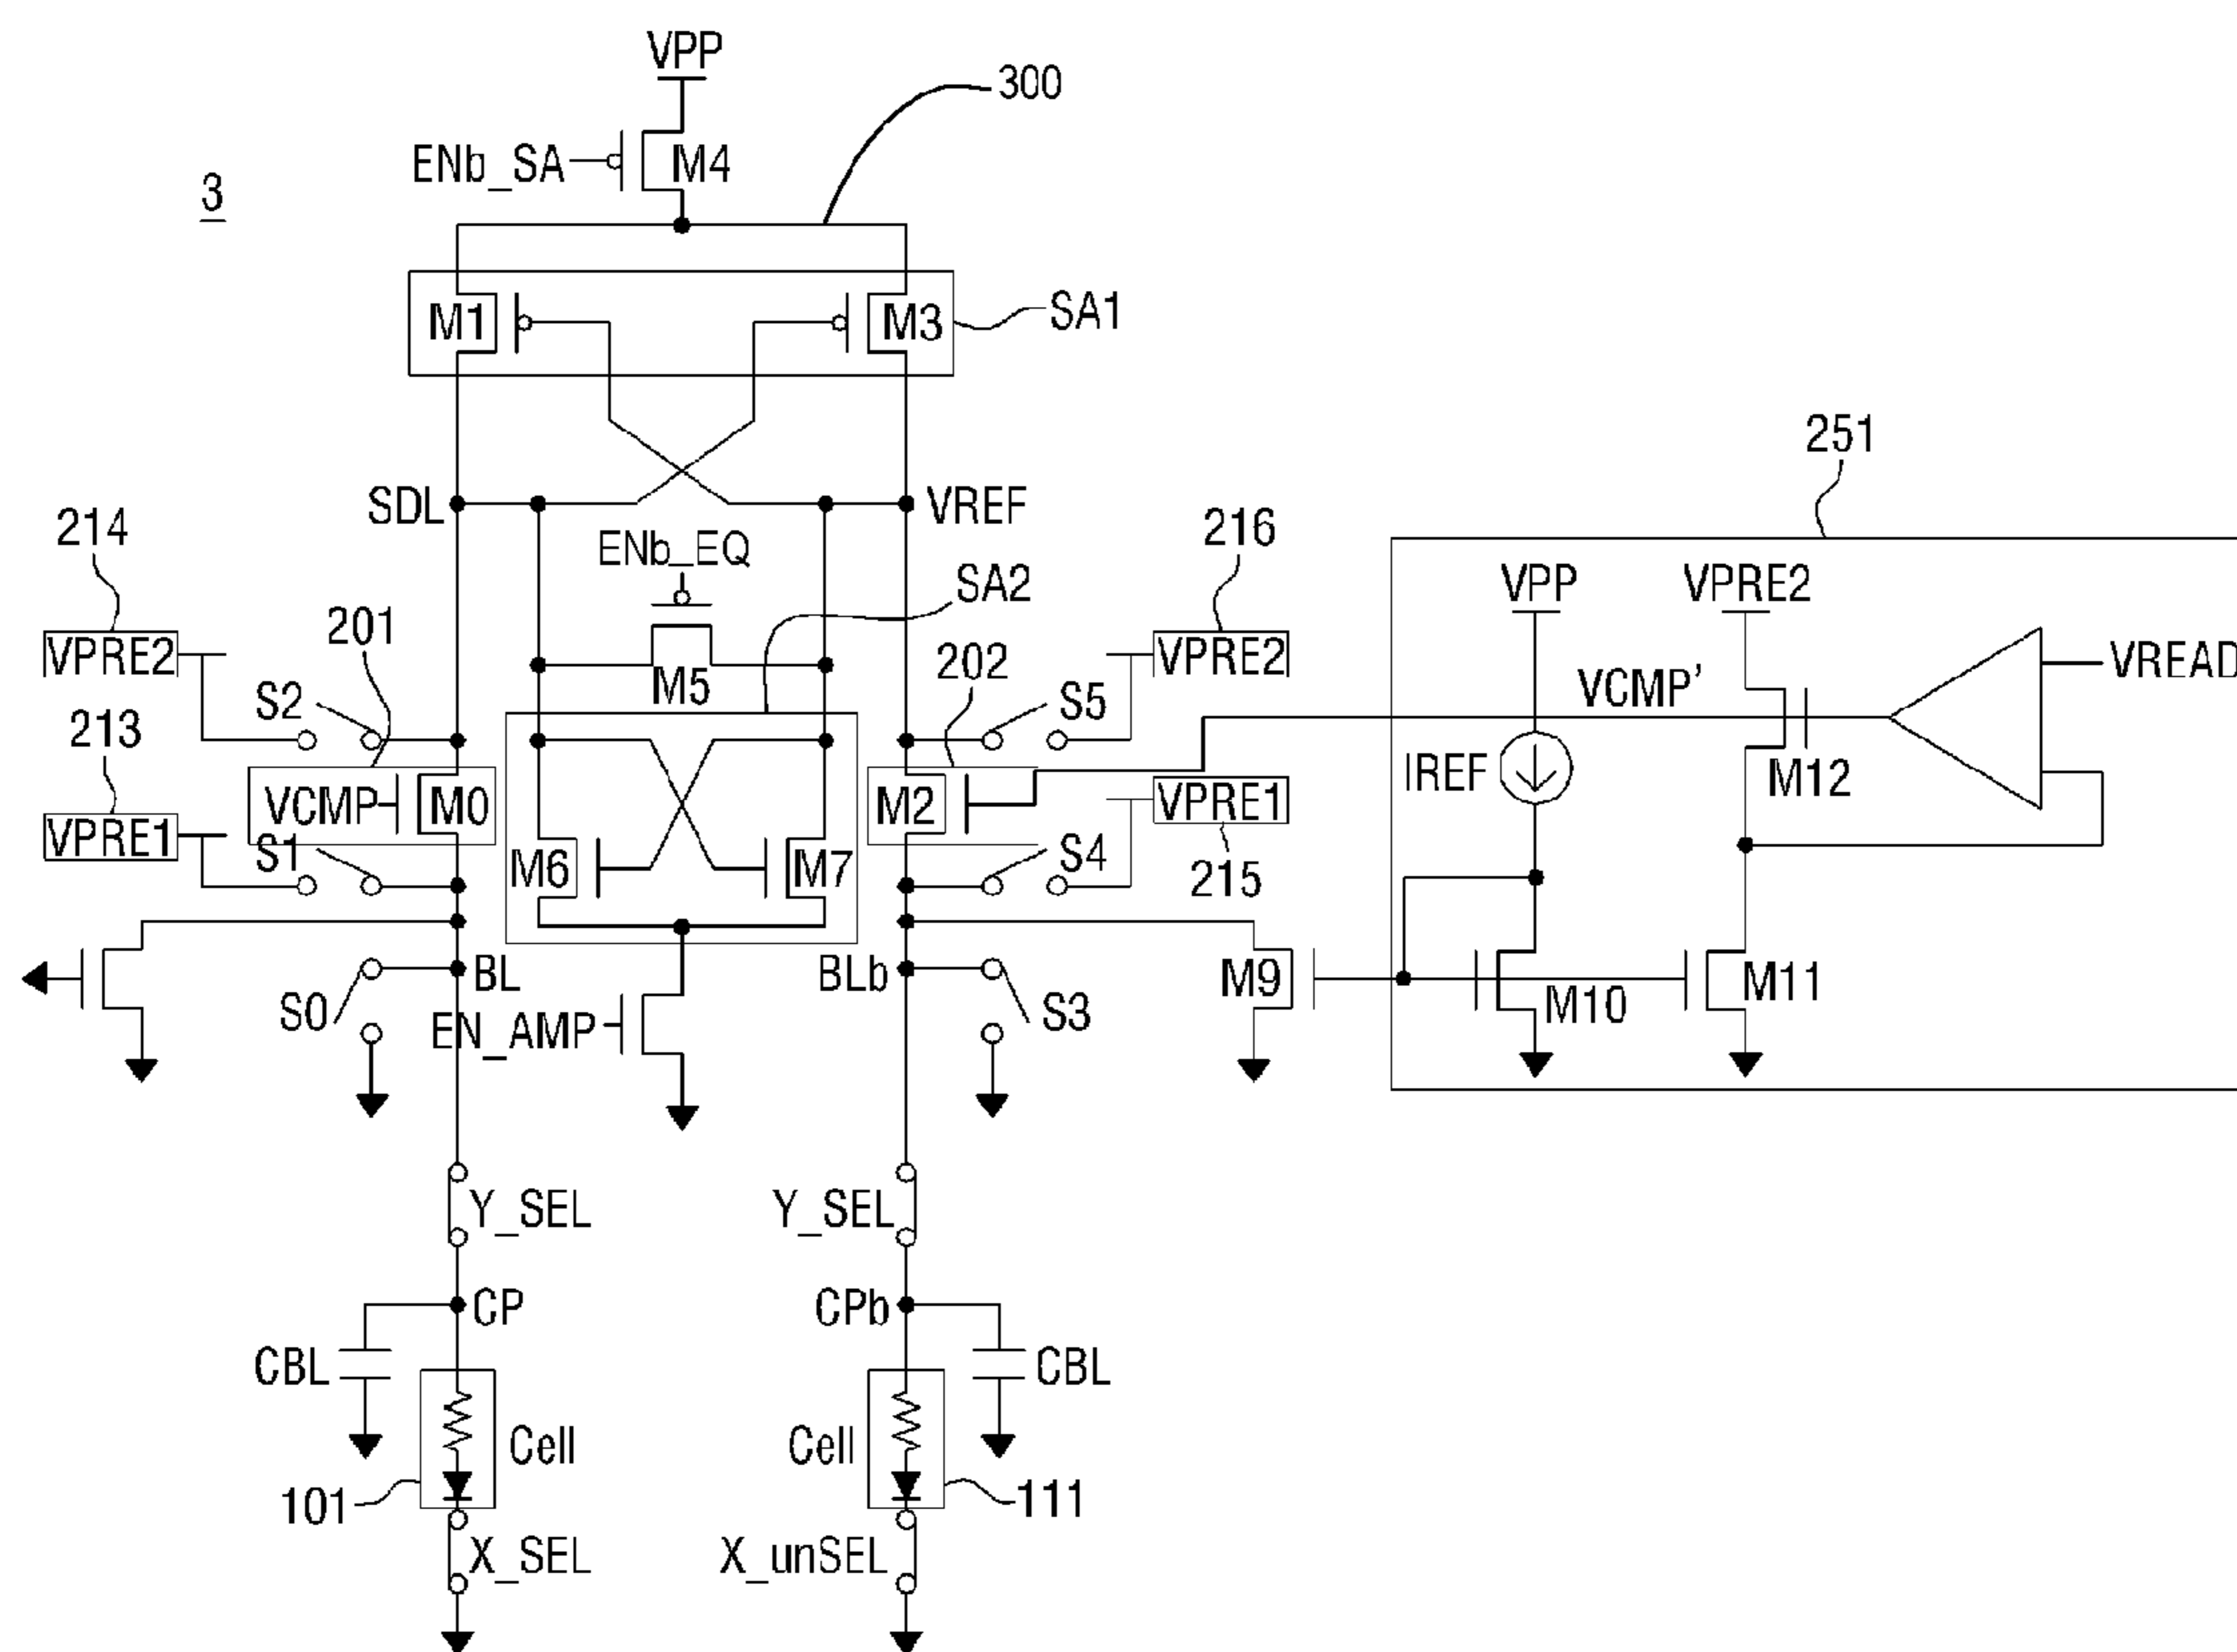 VPP
300
ENb_SA
M4
3
M1
M3
SA1
251
SDL
VREF
214
ENb_EQ
216
SA2
VPP
VPRE2
201
VPRE2
202
VPRE2
VREAD
M5
VCMP'
S2
S5
213
IREF
M12
VCMP
M0
M2
VPRE1
VPRE1
S1
M6
M7
S4
215
BL
BLb
M9
M11
S0
EN_AMP
S3
M10
Y_SEL
Y_SEL
CP
CPb
CBL
CBL
Cell
Cell
101
111
X_SEL
X_unSEL